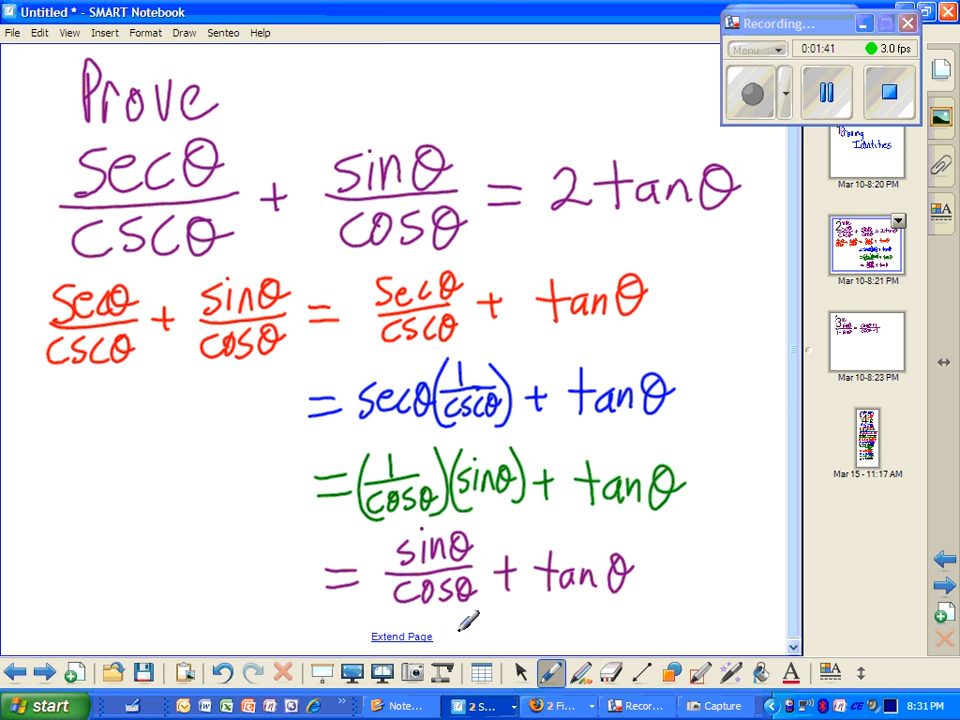 Untitled * - SMART Notebook
File Edit View Insert Format Draw Senteo Help
Recording...
Menu
0:01:41
3.0 fps
Prove
secθ/cscθ + sinθ/cosθ = 2tanθ
secθ/cscθ + sinθ/cosθ = secθ/cscθ + tanθ
= secθ(1/cscθ) + tanθ
= (1/cosθ)(sinθ) + tanθ
= sinθ/cosθ + tanθ
Extend Page
Proving
Identities
Mar 10-8:20 PM
Mar 10-8:21 PM
Mar 10-8:23 PM
Mar 15 - 11:17 AM
start
Note...
2 S...
2 Fi...
Recor...
Capture
8:31 PM